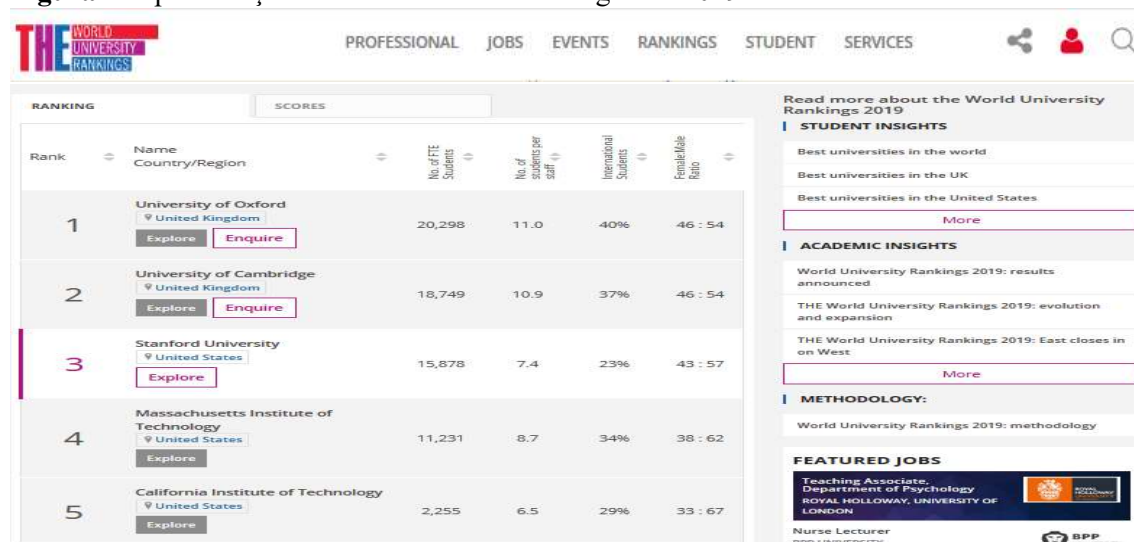 THE WORLD
UNIVERSITY
RANKINGS
PROFESSIONAL JOBS EVENTS RANKINGS STUDENT SERVICES
RANKING SCORES
Rank Name
Country/Region
No. of FTE
Students
No. of
students per
staff
International
Students
Female:Male
Ratio
1 University of Oxford
United Kingdom
Explore Enquire
20,298 11.0 40% 46 : 54
2 University of Cambridge
United Kingdom
Explore Enquire
18,749 10.9 37% 46 : 54
3 Stanford University
United States
Explore
15,878 7.4 23% 43 : 57
4 Massachusetts Institute of
Technology
United States
Explore
11,231 8.7 34% 38 : 62
5 California Institute of Technology
United States
Explore
2,255 6.5 29% 33 : 67
Read more about the World University
Rankings 2019
STUDENT INSIGHTS
Best universities in the world
Best universities in the UK
Best universities in the United States
More
ACADEMIC INSIGHTS
World University Rankings 2019: results
announced
THE World University Rankings 2019: evolution
and expansion
THE World University Rankings 2019: East closes in
on West
More
METHODOLOGY:
World University Rankings 2019: methodology
FEATURED JOBS
Teaching Associate,
Department of Psychology
ROYAL HOLLOWAY, UNIVERSITY OF
LONDON
ROYAL
HOLLOWAY
Nurse Lecturer
BPP UNIVERSITY
BPP